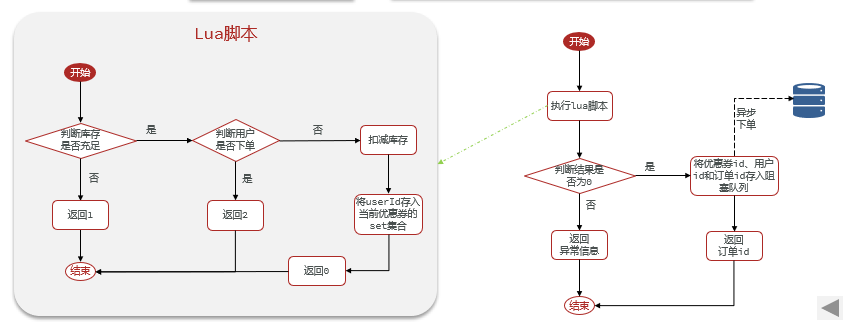 Lua脚本
开始
判断库存
是否充足
是
判断用户
是否下单
否
扣减库存
否
是
返回1
返回2
将userId存入
当前优惠券的
set集合
结束
返回0
开始
执行lua脚本
异步
下单
判断结果是
否为0
是
将优惠券id、用户
id和订单id存入阻
塞队列
否
返回
异常信息
返回
订单id
结束